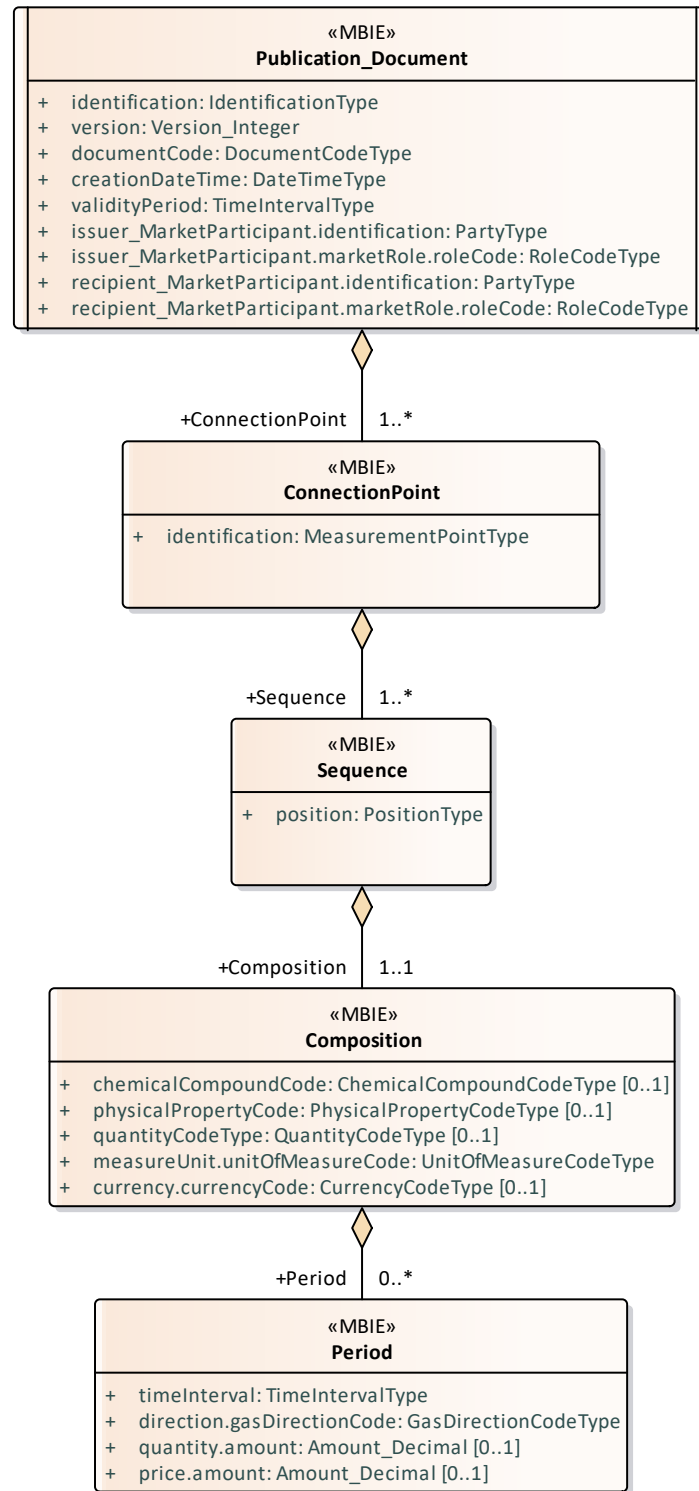 «MBIE»
Publication_Document
+ identification: IdentificationType
+ version: Version_Integer
+ documentCode: DocumentCodeType
+ creationDateTime: DateTimeType
+ validityPeriod: TimeIntervalType
+ issuer_MarketParticipant.identification: PartyType
+ issuer_MarketParticipant.marketRole.roleCode: RoleCodeType
+ recipient_MarketParticipant.identification: PartyType
+ recipient_MarketParticipant.marketRole.roleCode: RoleCodeType
+ConnectionPoint 1..*
«MBIE»
ConnectionPoint
+ identification: MeasurementPointType
+Sequence 1..*
«MBIE»
Sequence
+ position: PositionType
+Composition 1..1
«MBIE»
Composition
+ chemicalCompoundCode: ChemicalCompoundCodeType [0..1]
+ physicalPropertyCode: PhysicalPropertyCodeType [0..1]
+ quantityCodeType: QuantityCodeType [0..1]
+ measureUnit.unitOfMeasureCode: UnitOfMeasureCodeType
+ currency.currencyCode: CurrencyCodeType [0..1]
+Period 0..*
«MBIE»
Period
+ timeInterval: TimeIntervalType
+ direction.gasDirectionCode: GasDirectionCodeType
+ quantity.amount: Amount_Decimal [0..1]
+ price.amount: Amount_Decimal [0..1]